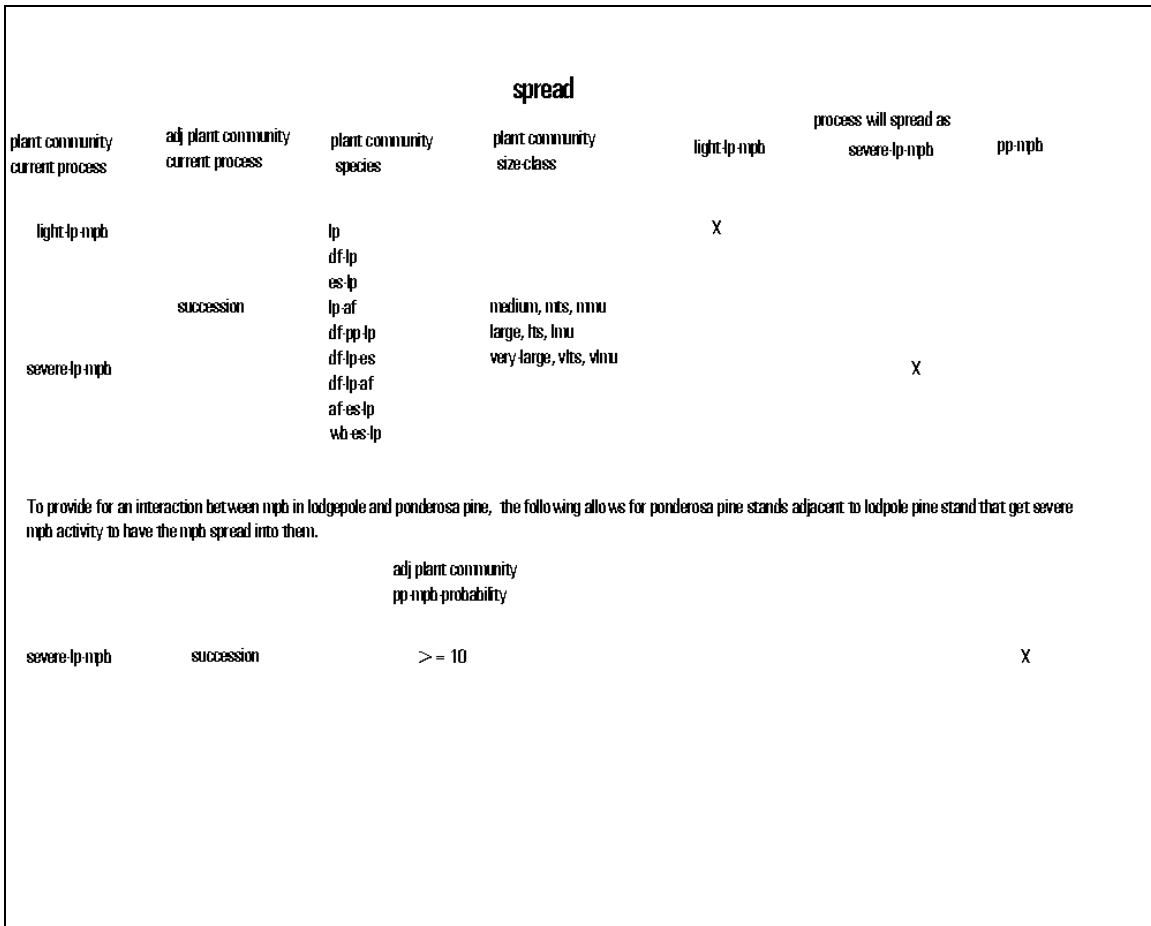 spread
process will spread as
plant community adj plant community plant community plant community light-lp-mpb severe-lp-mpb pp-mpb
current process current process species size-class
light-lp-mpb lp X
df-lp
es-lp
succession lp-af medium, mts, mmu
df-pp-lp large, lts, lmu
severe-lp-mpb df-lp-es very-large, vlts, vlmu X
df-lp-af
af-es-lp
wb-es-lp
To provide for an interaction between mpb in lodgepole and ponderosa pine, the following allows for ponderosa pine stands adjacent to lodpole pine stand that get severe
mpb activity to have the mpb spread into them.
adj plant community
pp-mpb-probability
severe-lp-mpb succession >= 10 X